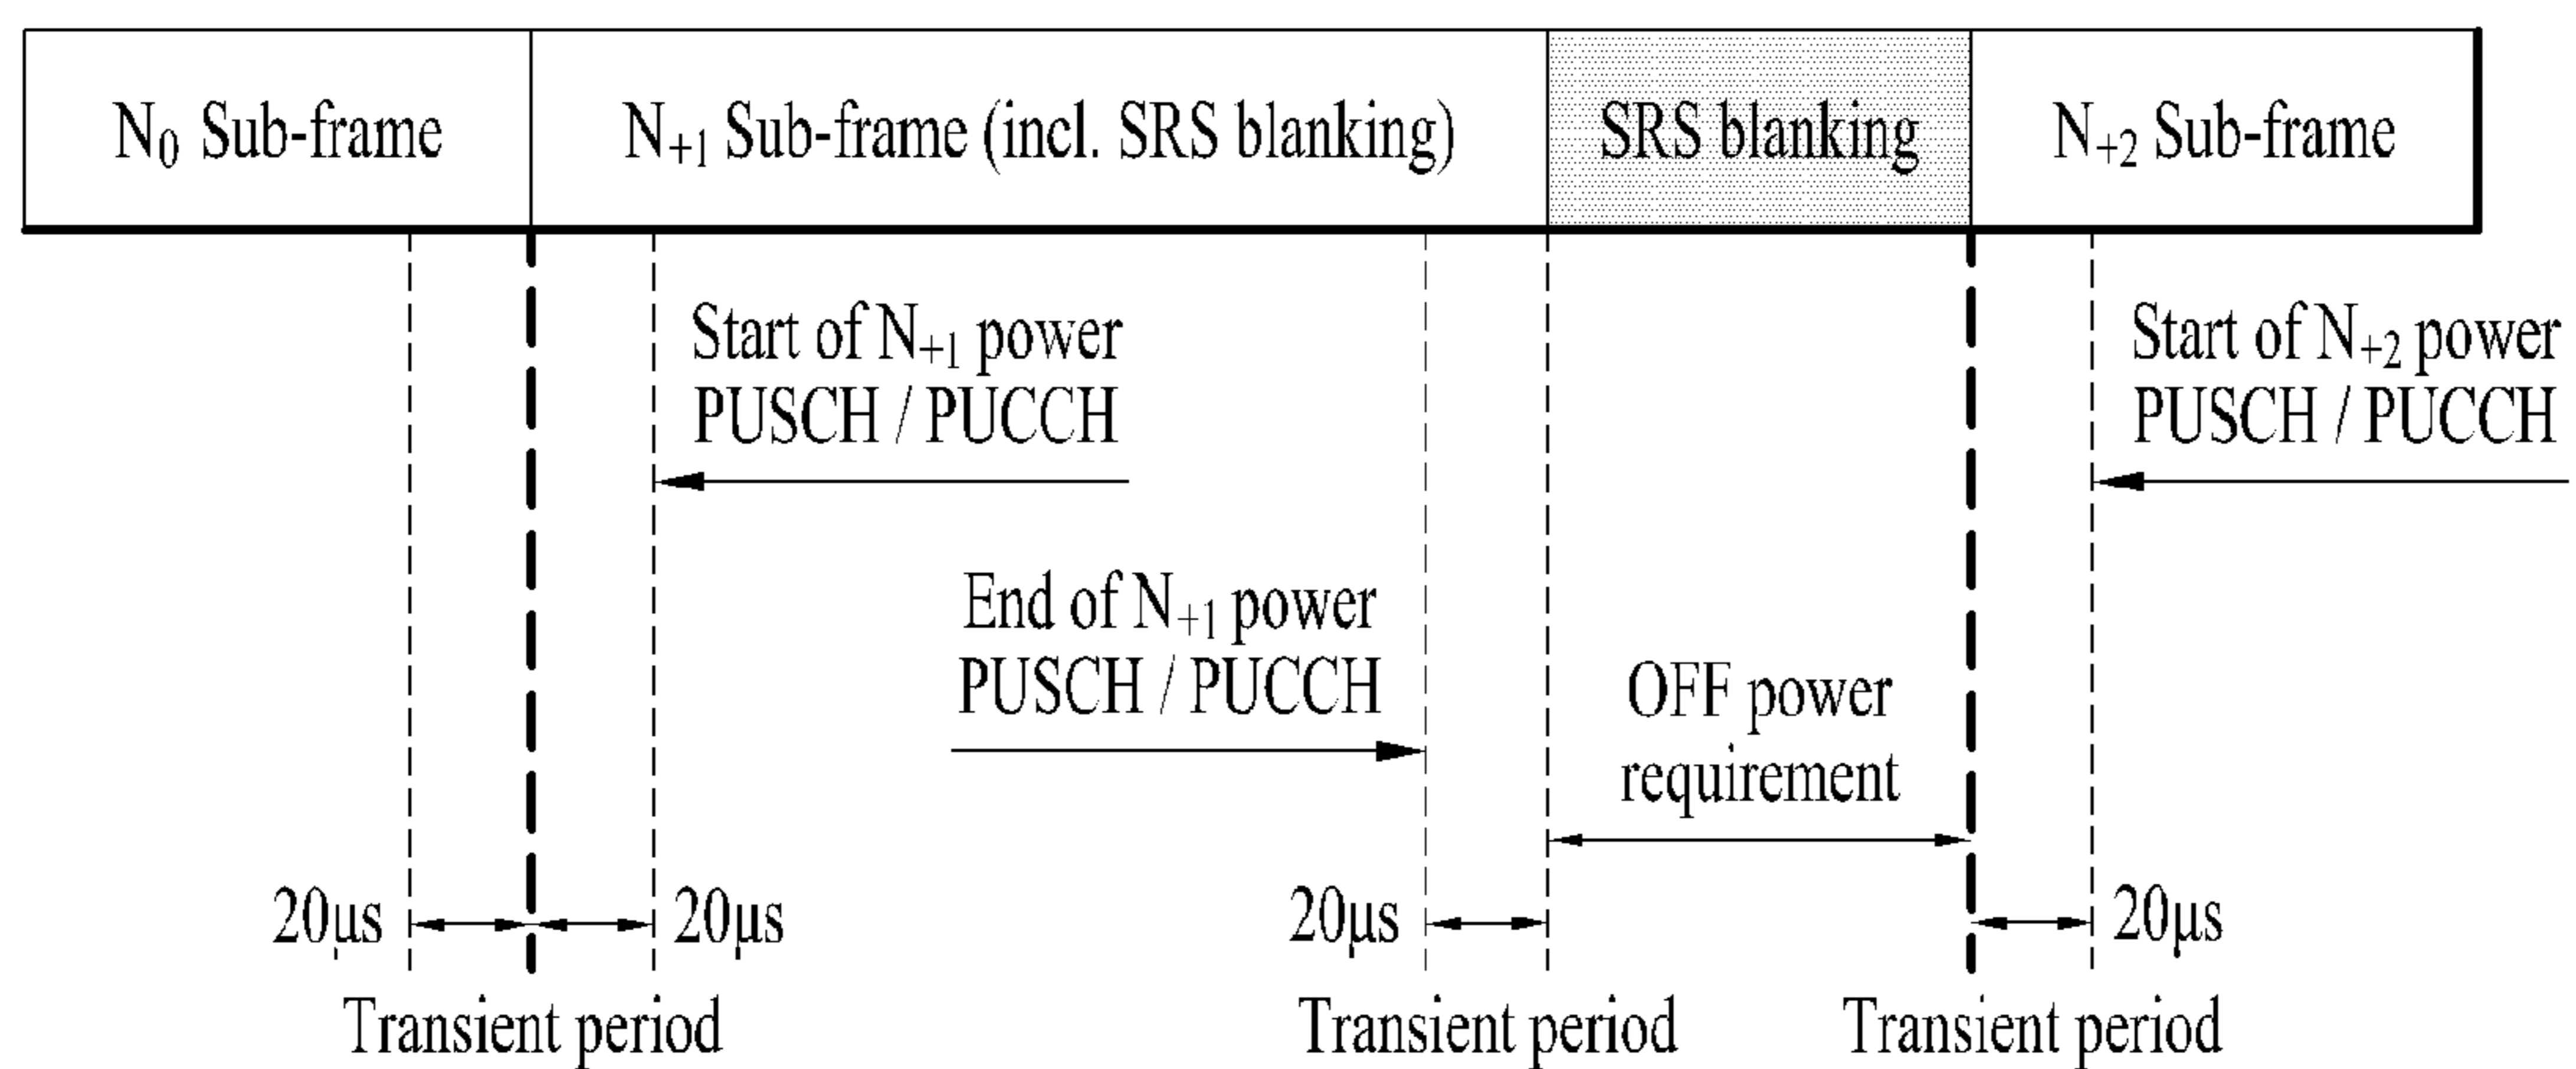 N₀ Sub-frame
N₊₁ Sub-frame (incl. SRS blanking)
SRS blanking
N₊₂ Sub-frame
Start of N₊₁ power
PUSCH / PUCCH
Start of N₊₂ power
PUSCH / PUCCH
End of N₊₁ power
PUSCH / PUCCH
OFF power
requirement
20μs
20μs
20μs
20μs
Transient period
Transient period
Transient period